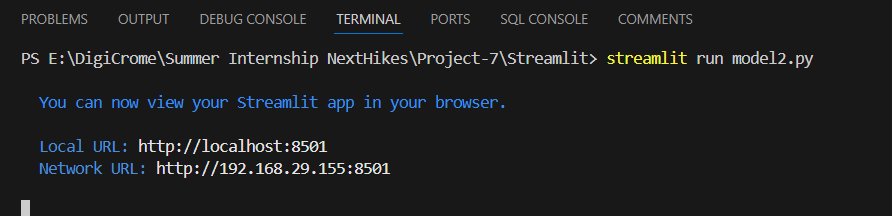 PROBLEMS OUTPUT DEBUG CONSOLE TERMINAL PORTS SQL CONSOLE COMMENTS
PS E:\DigiCrome\Summer Internship NextHikes\Project-7\Streamlit> streamlit run model2.py
You can now view your Streamlit app in your browser.
Local URL: http://localhost:8501
Network URL: http://192.168.29.155:8501